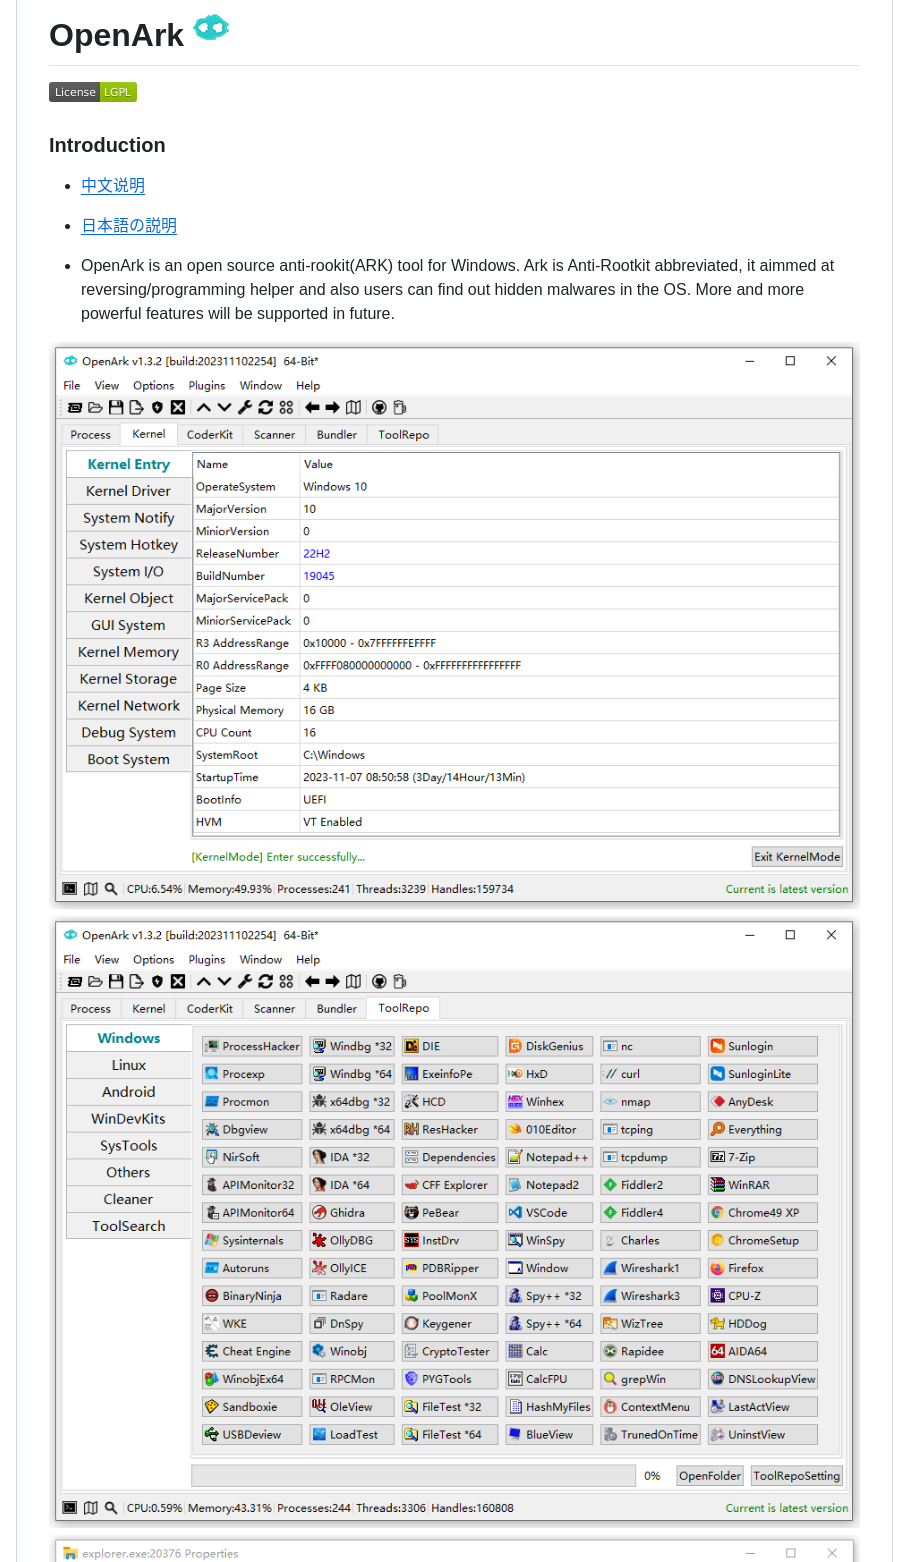 OpenArk
License LGPL
Introduction
中文说明
日本語の説明
OpenArk is an open source anti-rookit(ARK) tool for Windows. Ark is Anti-Rootkit abbreviated, it aimmed at
reversing/programming helper and also users can find out hidden malwares in the OS. More and more
powerful features will be supported in future.
OpenArk v1.3.2 [build:202311102254] 64-Bit*
File View Options Plugins Window Help
Process Kernel CoderKit Scanner Bundler ToolRepo
Kernel Entry
Kernel Driver
System Notify
System Hotkey
System I/O
Kernel Object
GUI System
Kernel Memory
Kernel Storage
Kernel Network
Debug System
Boot System
Name Value
OperateSystem Windows 10
MajorVersion 10
MiniorVersion 0
ReleaseNumber 22H2
BuildNumber 19045
MajorServicePack 0
MiniorServicePack 0
R3 AddressRange 0x10000 - 0x7FFFFFFEFFFF
R0 AddressRange 0xFFFF080000000000 - 0xFFFFFFFFFFFFFFFF
Page Size 4 KB
Physical Memory 16 GB
CPU Count 16
SystemRoot C:\Windows
StartupTime 2023-11-07 08:50:58 (3Day/14Hour/13Min)
BootInfo UEFI
HVM VT Enabled
[KernelMode] Enter successfully... Exit KernelMode
CPU:6.54% Memory:49.93% Processes:241 Threads:3239 Handles:159734 Current is latest version
OpenArk v1.3.2 [build:202311102254] 64-Bit*
File View Options Plugins Window Help
Process Kernel CoderKit Scanner Bundler ToolRepo
Windows
Linux
Android
WinDevKits
SysTools
Others
Cleaner
ToolSearch
ProcessHacker Windbg *32 DIE DiskGenius nc Sunlogin
Procexp Windbg *64 ExeinfoPe HxD curl SunloginLite
Procmon x64dbg *32 HCD Winhex nmap AnyDesk
Dbgview x64dbg *64 ResHacker 010Editor tcping Everything
NirSoft IDA *32 Dependencies Notepad++ tcpdump 7-Zip
APIMonitor32 IDA *64 CFF Explorer Notepad2 Fiddler2 WinRAR
APIMonitor64 Ghidra PeBear VSCode Fiddler4 Chrome49 XP
Sysinternals OllyDBG InstDrv WinSpy Charles ChromeSetup
Autoruns OllyICE PDBRipper Window Wireshark1 Firefox
BinaryNinja Radare PoolMonX Spy++ *32 Wireshark3 CPU-Z
WKE DnSpy Keygener Spy++ *64 WizTree HDDog
Cheat Engine Winobj CryptoTester Calc Rapidee AIDA64
WinobjEx64 RPCMon PYGTools CalcFPU grepWin DNSLookupView
Sandboxie OleView FileTest *32 HashMyFiles ContextMenu LastActView
USBDeview LoadTest FileTest *64 BlueView TrunedOnTime UninstView
0% OpenFolder ToolRepoSetting
CPU:0.59% Memory:43.31% Processes:244 Threads:3306 Handles:160808 Current is latest version
explorer.exe:20376 Properties